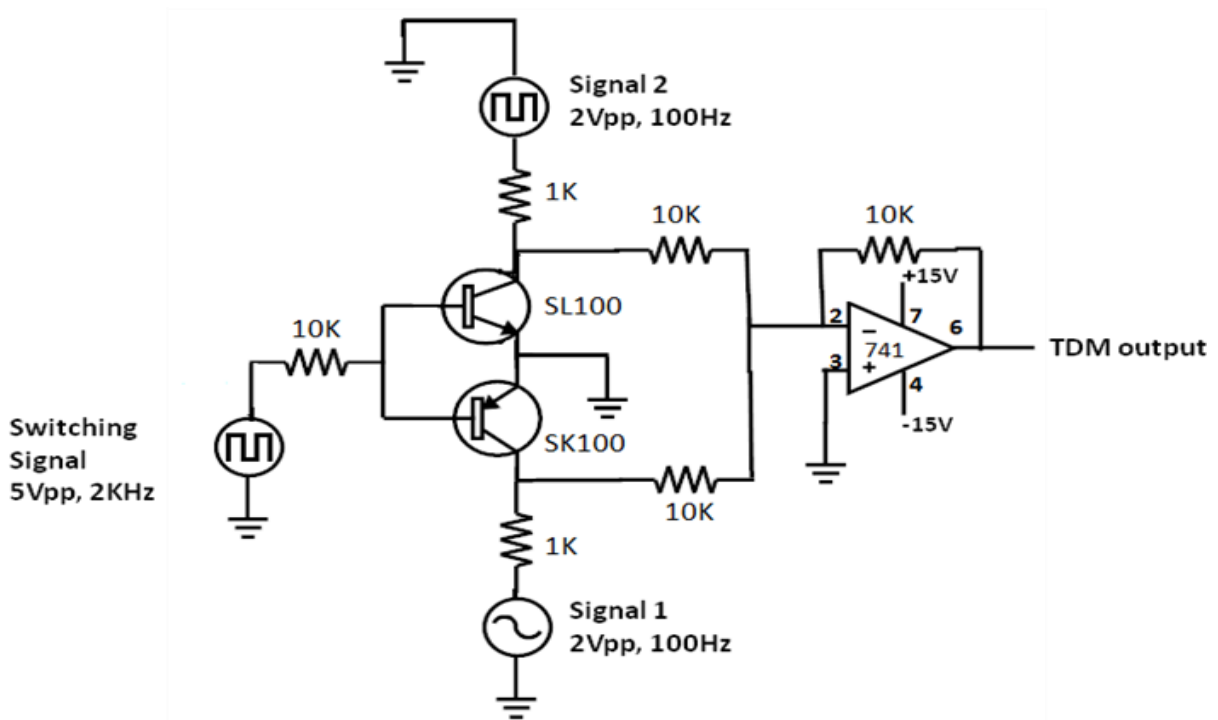 Signal 2
2Vpp, 100Hz
1K
10K
10K
+15V
SL100
2
7
6
10K
741
TDM output
3
4
-15V
SK100
Switching
Signal
5Vpp, 2KHz
10K
1K
Signal 1
2Vpp, 100Hz